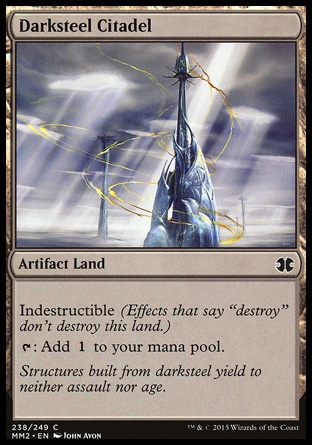 Darksteel Citadel
Artifact Land
Indestructible (Effects that say “destroy”
don’t destroy this land.)
: Add 1 to your mana pool.
Structures built from darksteel yield to
neither assault nor age.
238/249 C
MM2 • EN JOHN AVON
™ & © 2015 Wizards of the Coast